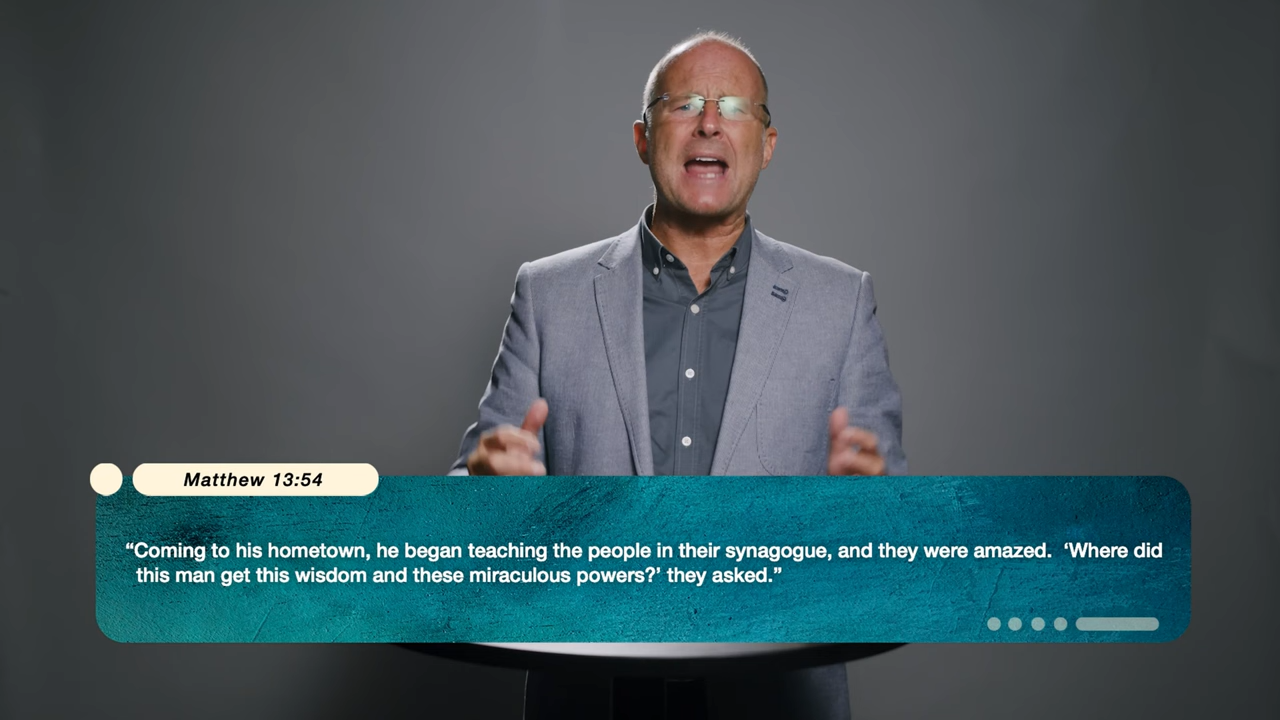 Matthew 13:54
“Coming to his hometown, he began teaching the people in their synagogue, and they were amazed.  ‘Where did
this man get this wisdom and these miraculous powers?’ they asked.”